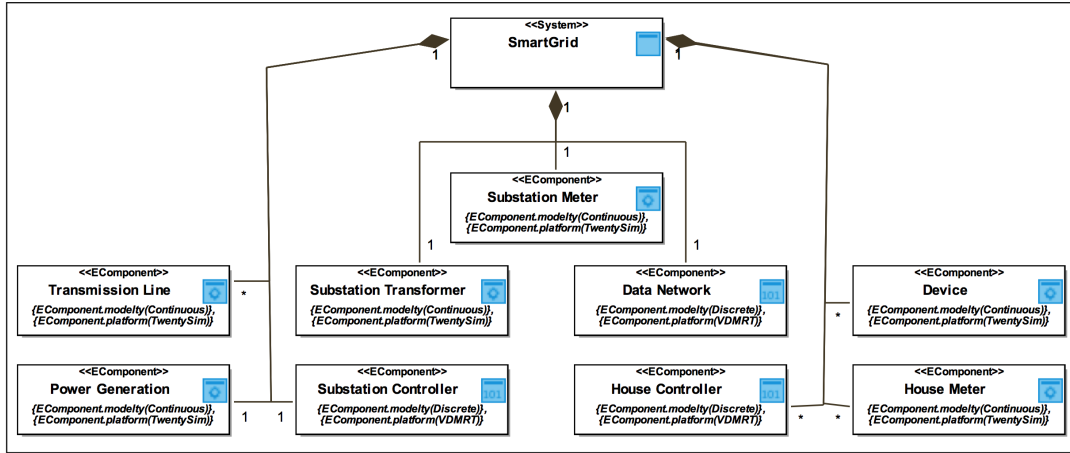 <<System>>
SmartGrid
1
1
1
1
<<EComponent>>
Substation Meter
{EComponent.modelty(Continuous)},
{EComponent.platform(TwentySim)}
1
1
<<EComponent>>
Transmission Line
{EComponent.modelty(Continuous)},
{EComponent.platform(TwentySim)}
*
<<EComponent>>
Substation Transformer
{EComponent.modelty(Continuous)},
{EComponent.platform(TwentySim)}
<<EComponent>>
Data Network
101
{EComponent.modelty(Discrete)},
{EComponent.platform(VDMRT)}
<<EComponent>>
Device
{EComponent.modelty(Continuous)},
{EComponent.platform(TwentySim)}
*
<<EComponent>>
Power Generation
{EComponent.modelty(Continuous)},
{EComponent.platform(TwentySim)}
1
1
<<EComponent>>
Substation Controller
101
{EComponent.modelty(Discrete)},
{EComponent.platform(VDMRT)}
<<EComponent>>
House Controller
101
{EComponent.modelty(Discrete)},
{EComponent.platform(VDMRT)}
*
*
<<EComponent>>
House Meter
{EComponent.modelty(Continuous)},
{EComponent.platform(TwentySim)}